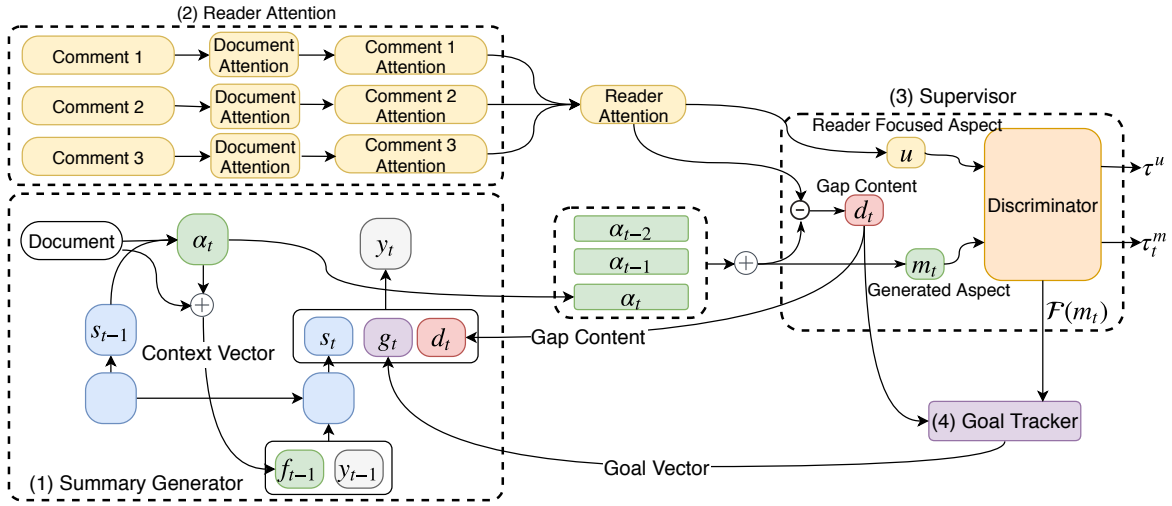 (2) Reader Attention
Comment 1
Document
Attention
Comment 1
Attention
Comment 2
Document
Attention
Comment 2
Attention
Comment 3
Document
Attention
Comment 3
Attention
Reader
Attention
(3) Supervisor
Reader Focused Aspect
u
Gap Content
d_t
Discriminator
τ^u
τ_t^m
m_t
Generated Aspect
F(m_t)
Document
α_t
y_t
α_{t-2}
α_{t-1}
α_t
s_{t-1}
Context Vector
s_t
g_t
d_t
Gap Content
(4) Goal Tracker
f_{t-1}
y_{t-1}
Goal Vector
(1) Summary Generator